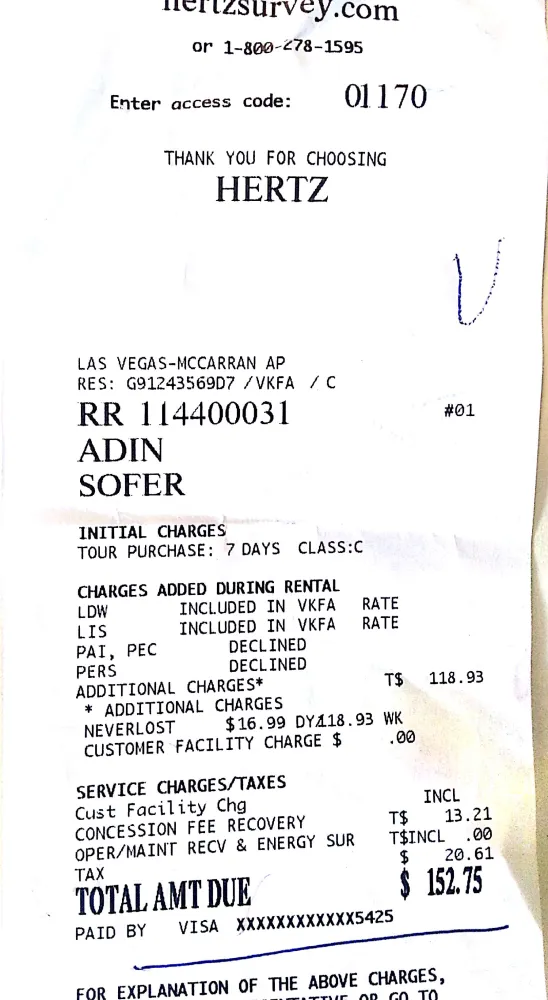 hertzsurvey.com
or 1-800-278-1595
Enter access code: 01170
THANK YOU FOR CHOOSING
HERTZ
LAS VEGAS-MCCARRAN AP
RES: G91243569D7 /VKFA / C
RR 114400031 #01
ADIN
SOFER
INITIAL CHARGES
TOUR PURCHASE: 7 DAYS CLASS:C
CHARGES ADDED DURING RENTAL
LDW INCLUDED IN VKFA RATE
LIS INCLUDED IN VKFA RATE
PAI, PEC DECLINED
PERS DECLINED
ADDITIONAL CHARGES* T$ 118.93
* ADDITIONAL CHARGES
NEVERLOST $16.99 DY/118.93 WK
CUSTOMER FACILITY CHARGE $ .00
SERVICE CHARGES/TAXES
Cust Facility Chg INCL
CONCESSION FEE RECOVERY T$ 13.21
OPER/MAINT RECV & ENERGY SUR T$INCL .00
TAX $ 20.61
TOTAL AMT DUE $ 152.75
PAID BY VISA XXXXXXXXXXXX5425
FOR EXPLANATION OF THE ABOVE CHARGES,
OR GO TO